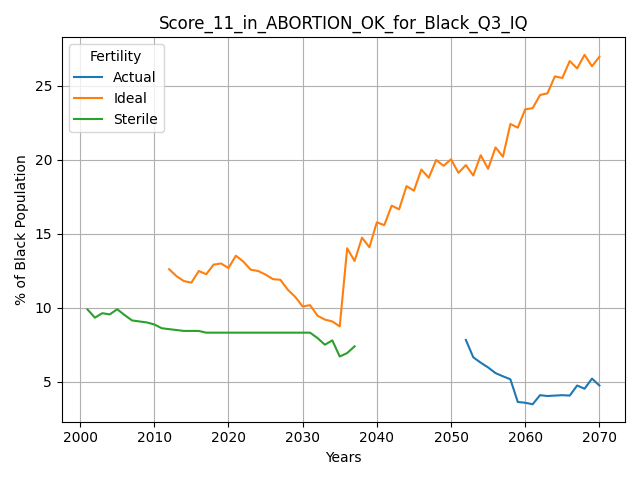 Score_11_in_ABORTION_OK_for_Black_Q3_IQ
Fertility
Actual
Ideal
Sterile
% of Black Population
25
20
15
10
5
2000 2010 2020 2030 2040 2050 2060 2070
Years